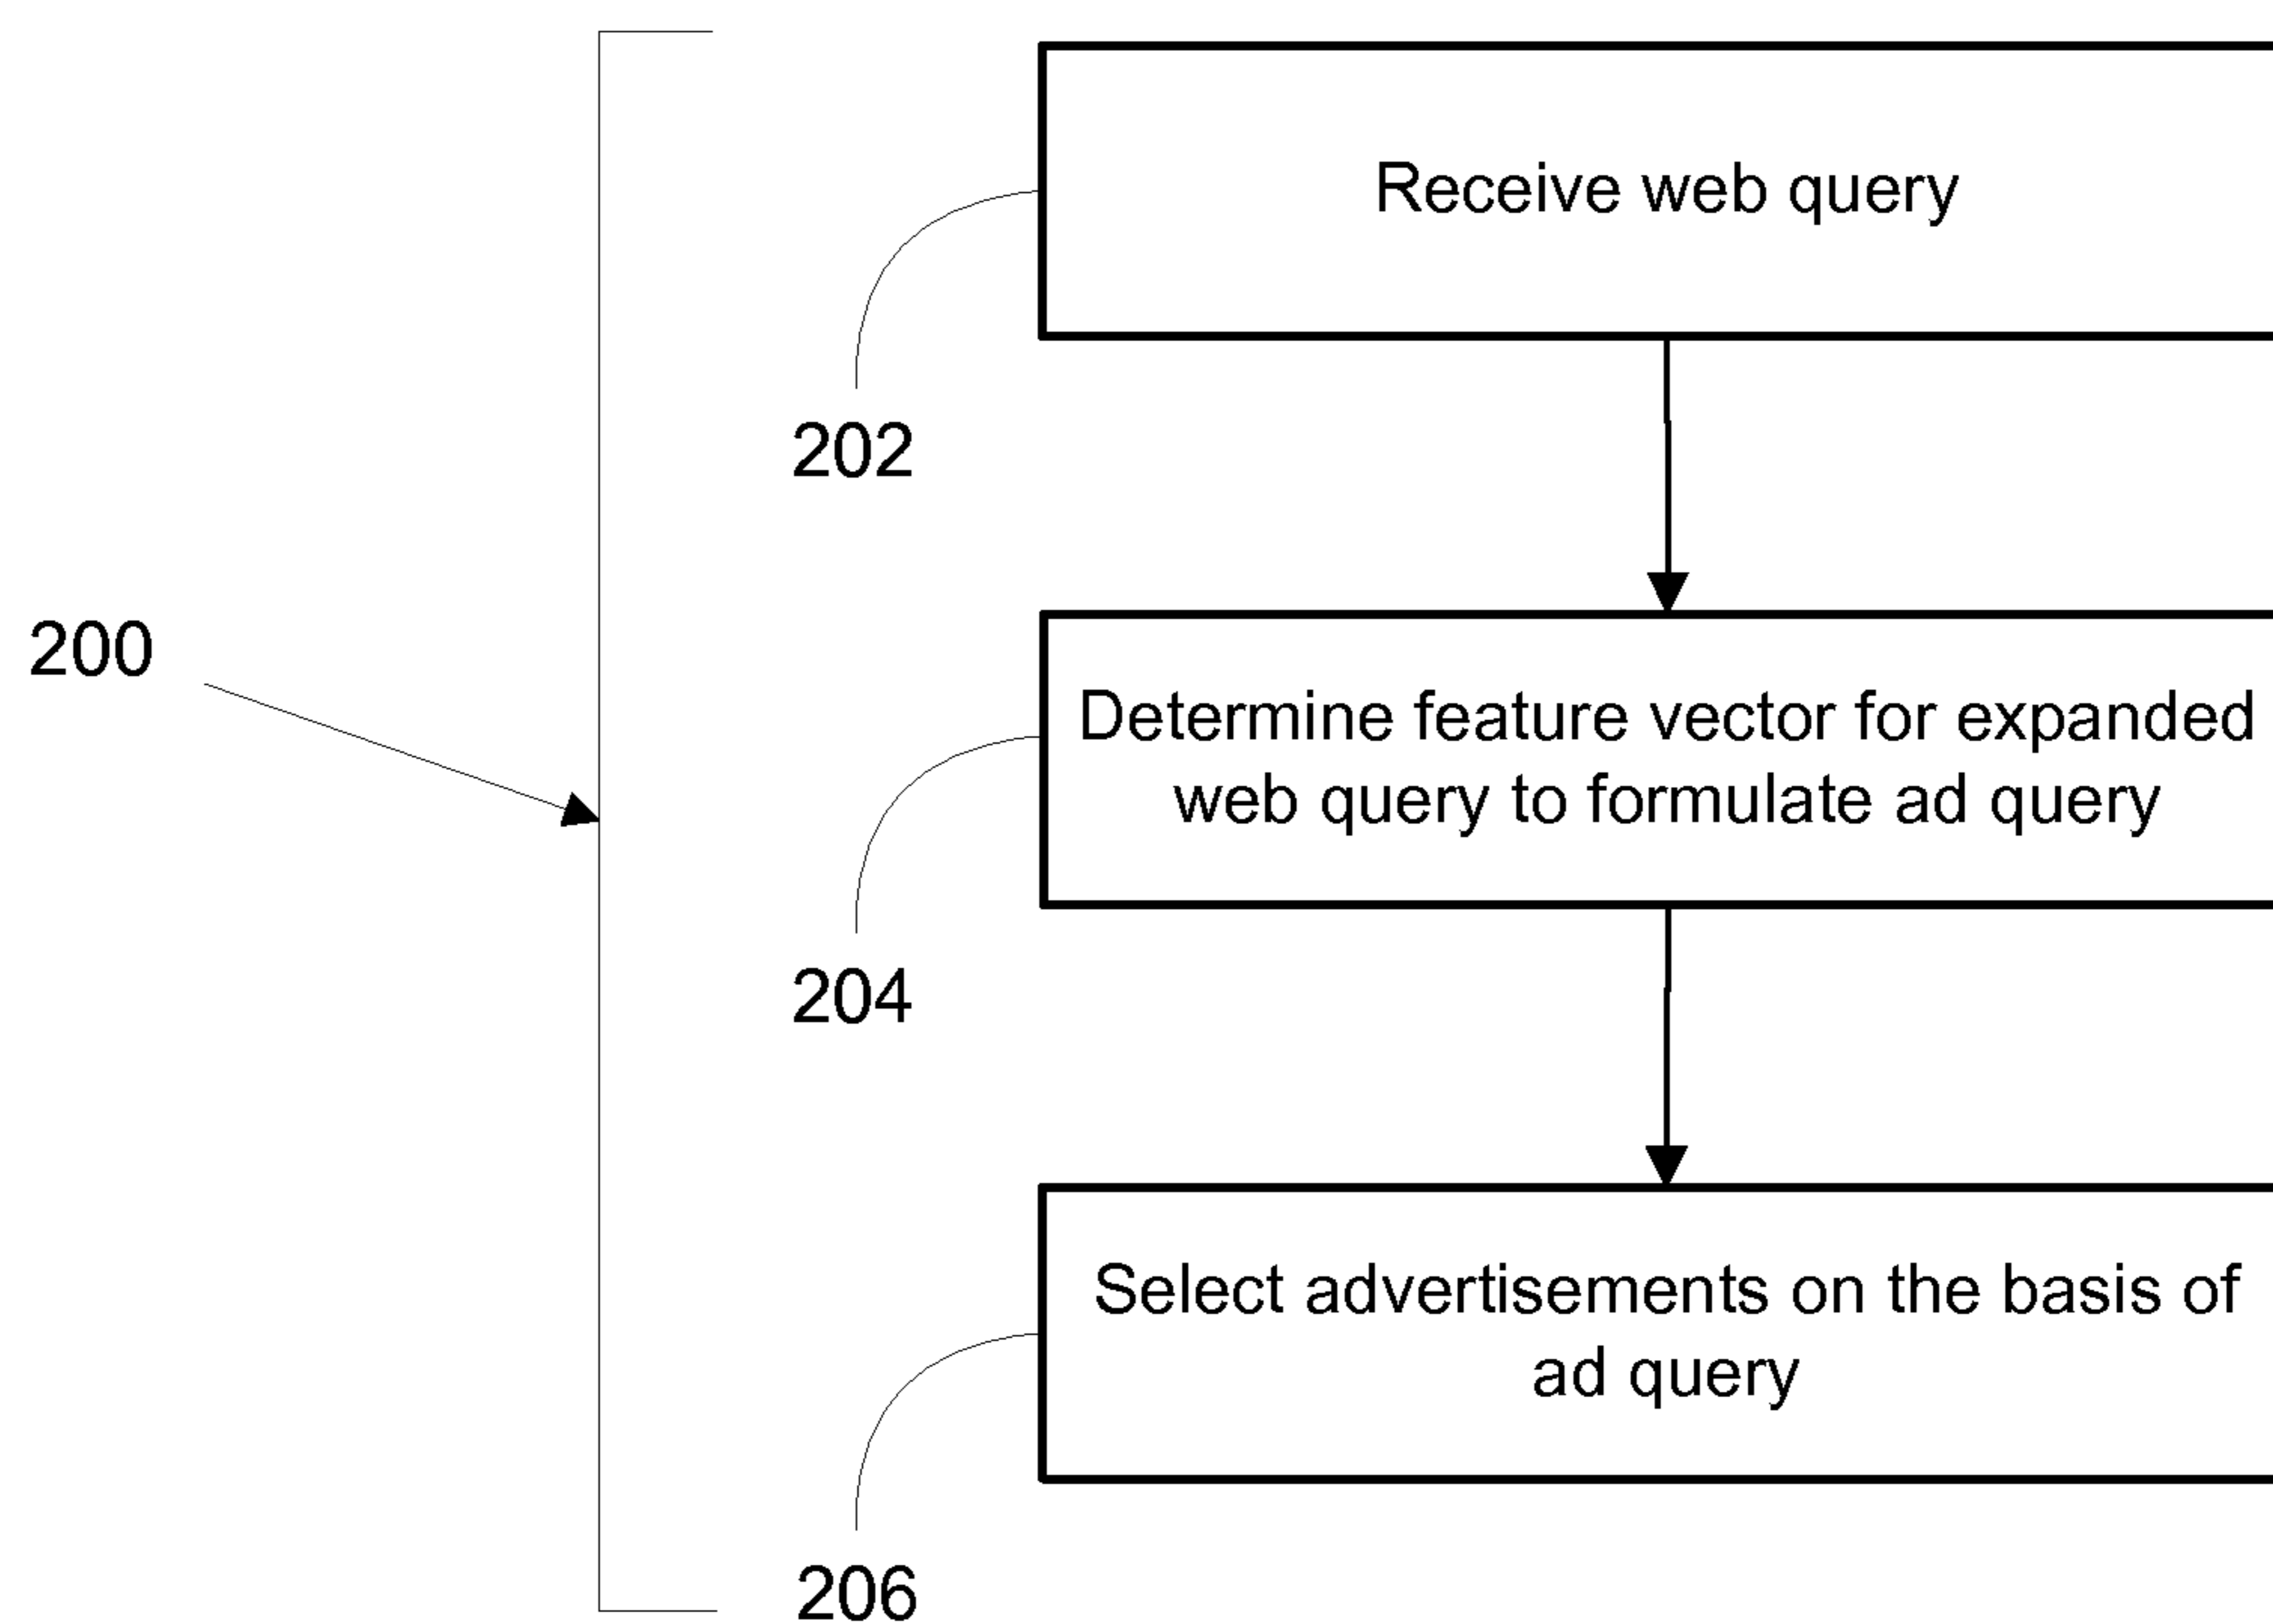 Receive web query
202
200
Determine feature vector for expanded
web query to formulate ad query
204
Select advertisements on the basis of
ad query
206